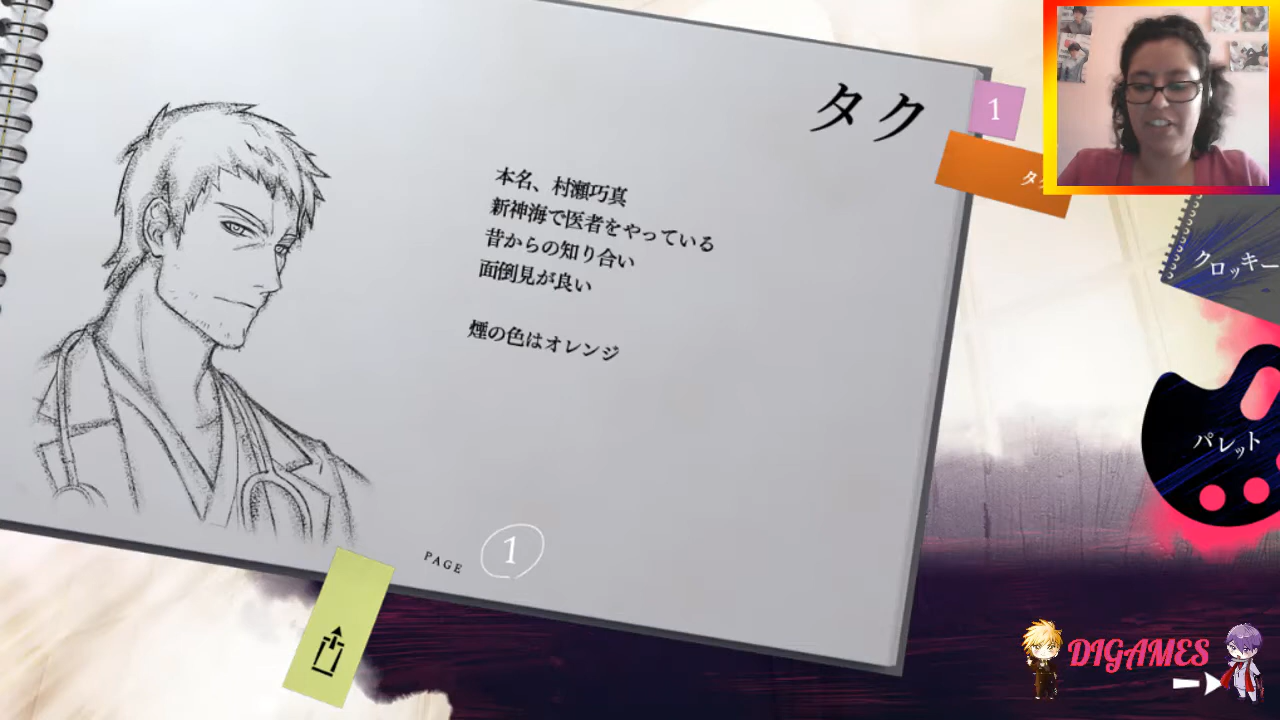 タク
1
本名、村瀬巧真
新神海で医者をやっている
昔からの知り合い
面倒見が良い
煙の色はオレンジ
クロッキー
パレット
PAGE 1
DIGAMES